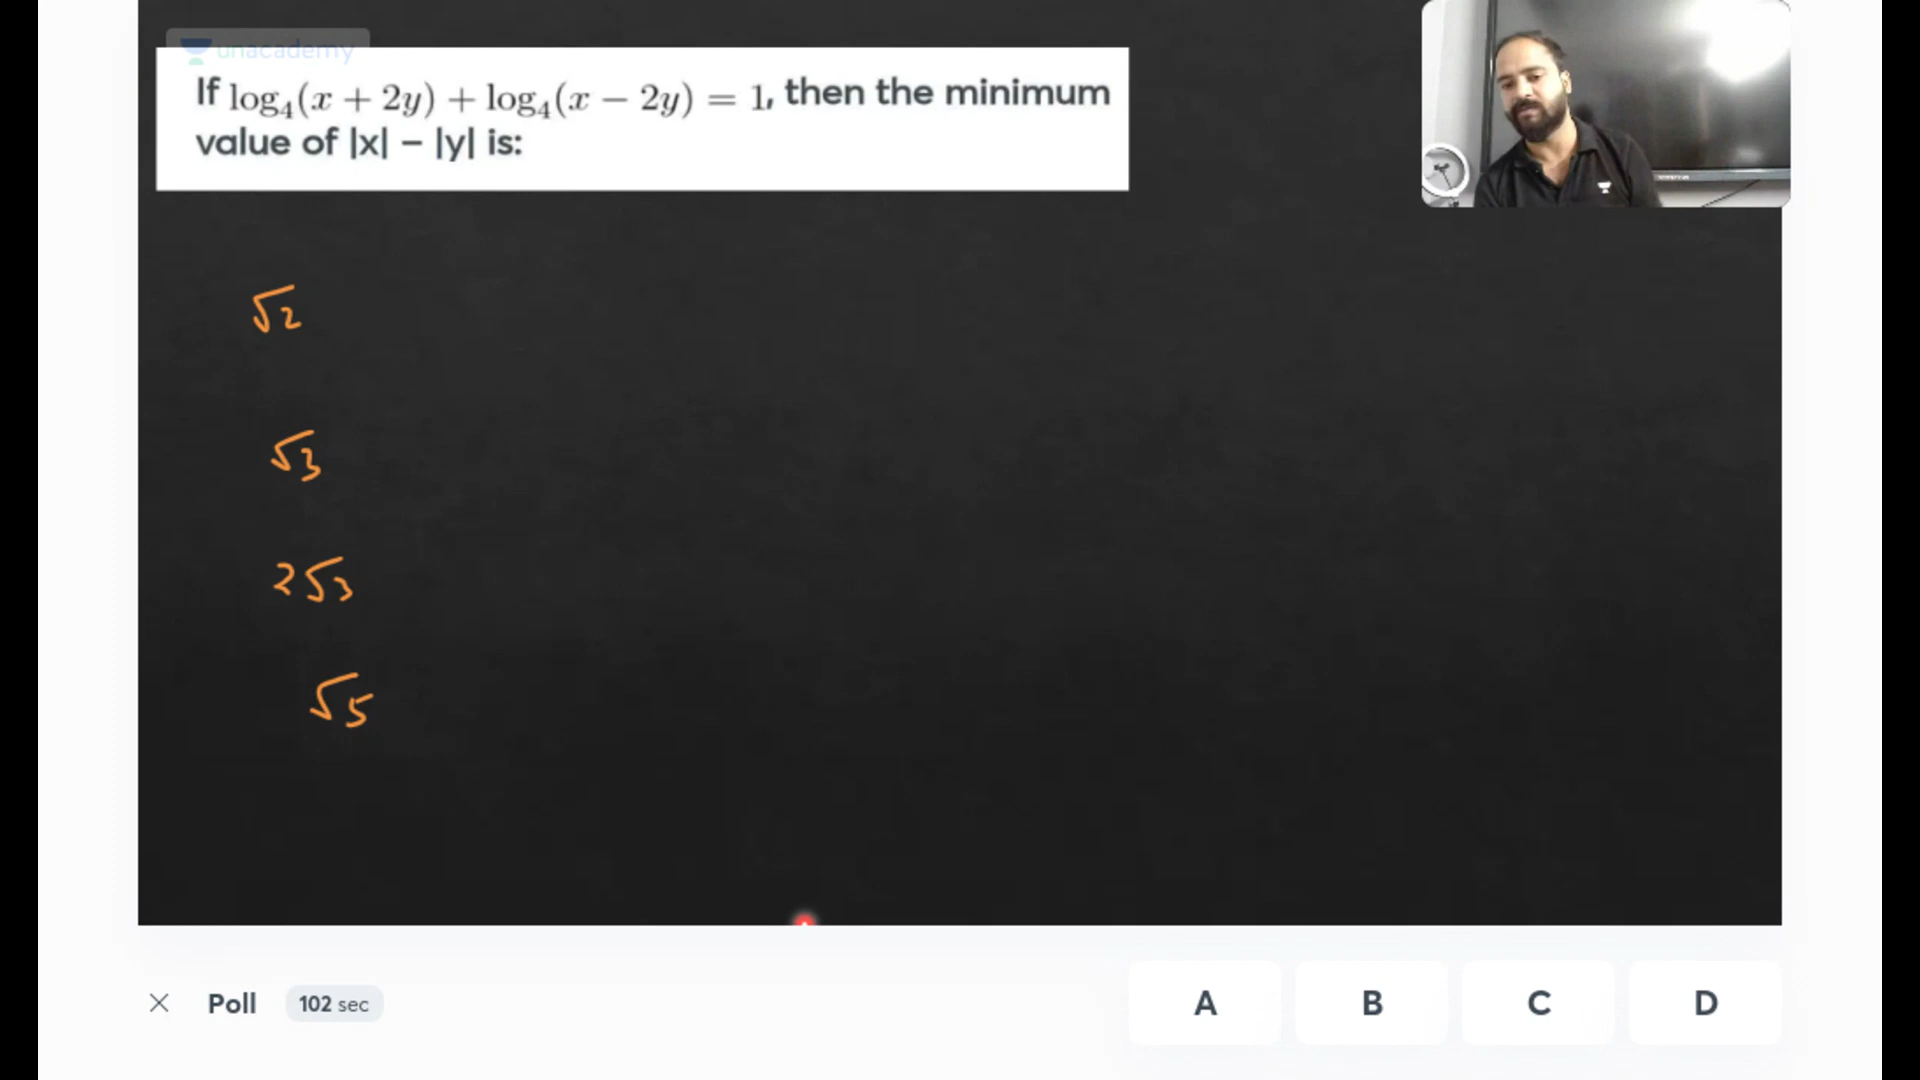 unacademy
If log₄(x + 2y) + log₄(x − 2y) = 1, then the minimum
value of |x| − |y| is:
√2
√3
2√3
√5
Poll 102 sec A B C D